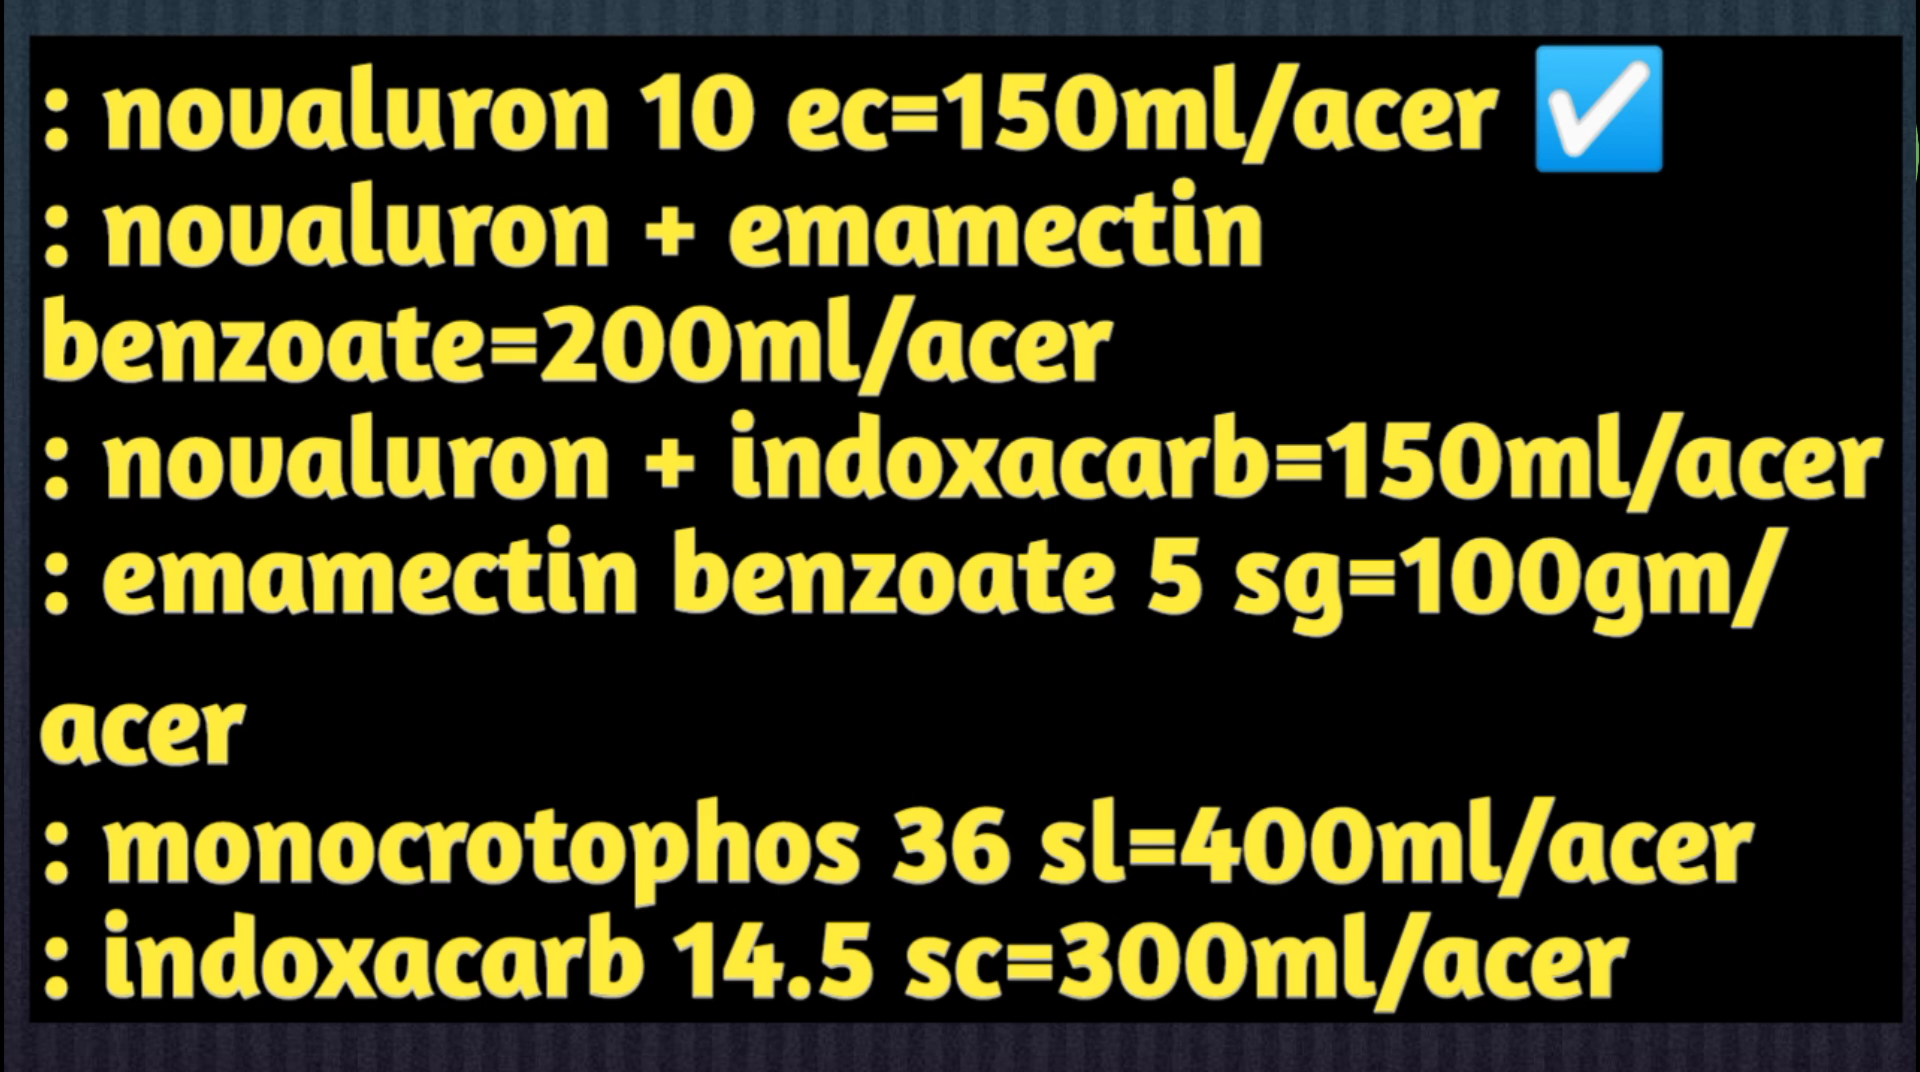 : novaluron 10 ec=150ml/acer ✅
: novaluron + emamectin
benzoate=200ml/acer
: novaluron + indoxacarb=150ml/acer
: emamectin benzoate 5 sg=100gm/
acer
: monocrotophos 36 sl=400ml/acer
: indoxacarb 14.5 sc=300ml/acer